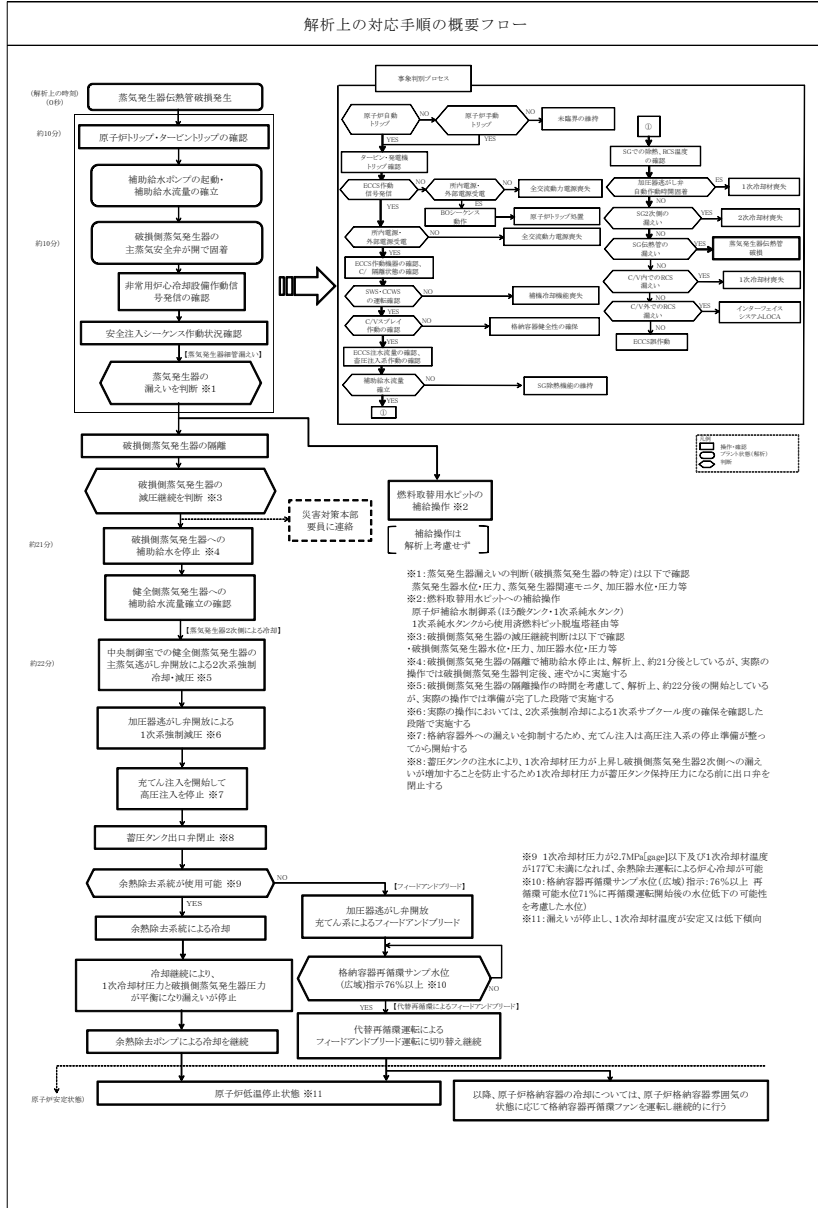 解析上の対応手順の概要フロー
(解析上の時刻)
(0秒)
蒸気発生器伝熱管破損発生
約10分)
原子炉トリップ・タービントリップの確認
補助給水ポンプの起動・
補助給水流量の確立
約10分)
破損側蒸気発生器の
主蒸気安全弁が開で固着
非常用炉心冷却設備作動信
号発信の確認
安全注入シーケンス作動状況確認
【蒸気発生器細管漏えい】
蒸気発生器の
漏えいを判断 ※1
事象判別プロセス
原子炉自動
トリップ
NO
原子炉手動
トリップ
NO
未臨界の維持
YES
YES
タービン・発電機
トリップ確認
ECCS作動
信号発信
NO
所内電源・
外部電源受電
NO
全交流動力電源喪失
ES
YES
BOシーケンス
動作
原子炉トリップ処置
所内電源・
外部電源受電
NO
全交流動力電源喪失
YES
ECCS作動機器の確認、
C/ 隔離状態の確認
SWS・CCWS
の運転確認
NO
補機冷却機能喪失
YES
C/Vスプレイ
作動の確認
NO
格納容器健全性の確保
YES
ECCS注水流量の確認、
蓄圧注入系作動の確認
補助給水流量
確立
NO
SG除熱機能の維持
YES
①
①
SGでの除熱、RCS温度
の確認
加圧器逃がし弁
自動作動時開固着
ES
1次冷却材喪失
NO
SG2次側の
漏えい
YES
2次冷却材喪失
NO
SG伝熱管の
漏えい
YES
蒸気発生器伝熱管
破損
NO
C/V内でのRCS
漏えい
YES
1次冷却材喪失
NO
C/V外でのRCS
漏えい
YES
インターフェイス
システムLOCA
NO
ECCS誤作動
凡例
操作・確認
プラント状態(解析)
判断
破損側蒸気発生器の隔離
破損側蒸気発生器の
減圧継続を判断 ※3
災害対策本部
要員に連絡
燃料取替用水ピットの
補給操作 ※2
補給操作は
解析上考慮せず
約21分)
破損側蒸気発生器への
補助給水を停止 ※4
健全側蒸気発生器への
補助給水流量確立の確認
【蒸気発生器2次側による冷却】
約22分)
中央制御室での健全側蒸気発生器の
主蒸気逃がし弁開放による2次系強制
冷却・減圧 ※5
加圧器逃がし弁開放による
1次系強制減圧 ※6
充てん注入を開始して
高圧注入を停止 ※7
蓄圧タンク出口弁閉止 ※8
※1:蒸気発生器漏えいの判断(破損蒸気発生器の特定)は以下で確認
蒸気発生器水位・圧力、蒸気発生器関連モニタ、加圧器水位・圧力等
※2:燃料取替用水ピットへの補給操作
原子炉補給水制御系(ほう酸タンク・1次系純水タンク)
1次系純水タンクから使用済燃料ピット脱塩塔経由等
※3:破損側蒸気発生器の減圧継続判断は以下で確認
・破損側蒸気発生器水位・圧力、加圧器水位・圧力等
※4:破損側蒸気発生器の隔離で補助給水停止は、解析上、約21分後としているが、実際の
操作では破損側蒸気発生器判定後、速やかに実施する
※5:破損側蒸気発生器の隔離操作の時間を考慮して、解析上、約22分後の開始としている
が、実際の操作では準備が完了した段階で実施する
※6:実際の操作においては、2次系強制冷却による1次系サブクール度の確保を確認した
段階で実施する
※7:格納容器外への漏えいを抑制するため、充てん注入は高圧注入系の停止準備が整っ
てから開始する
※8:蓄圧タンクの注水により、1次冷却材圧力が上昇し破損側蒸気発生器2次側への漏え
いが増加することを防止するため1次冷却材圧力が蓄圧タンク保持圧力になる前に出口弁を
閉止する
※9 1次冷却材圧力が2.7MPa[gage]以下及び1次冷却材温度
が177℃未満になれば、余熱除去系による炉心冷却が可能
※10:格納容器再循環サンプ水位(広域)指示:76%以上 再
循環可能水位71%に再循環運転開始後の水位低下の可能性
を考慮した水位)
※11:漏えいが停止し、1次冷却材温度が安定又は低下傾向
余熱除去系統が使用可能 ※9
NO
【フィードアンドブリード】
YES
余熱除去系統による冷却
加圧器逃がし弁開放
充てん系によるフィードアンドブリード
冷却継続により、
1次冷却材圧力と破損側蒸気発生器圧力
が平衡になり漏えいが停止
格納容器再循環サンプ水位
(広域)指示76%以上 ※10
NO
YES
【代替再循環によるフィードアンドブリード】
余熱除去ポンプによる冷却を継続
代替再循環運転による
フィードアンドブリード運転に切り替え継続
原子炉安定状態)
原子炉低温停止状態 ※11
以降、原子炉格納容器の冷却については、原子炉格納容器雰囲気の
状態に応じて格納容器再循環ファンを運転し継続的に行う